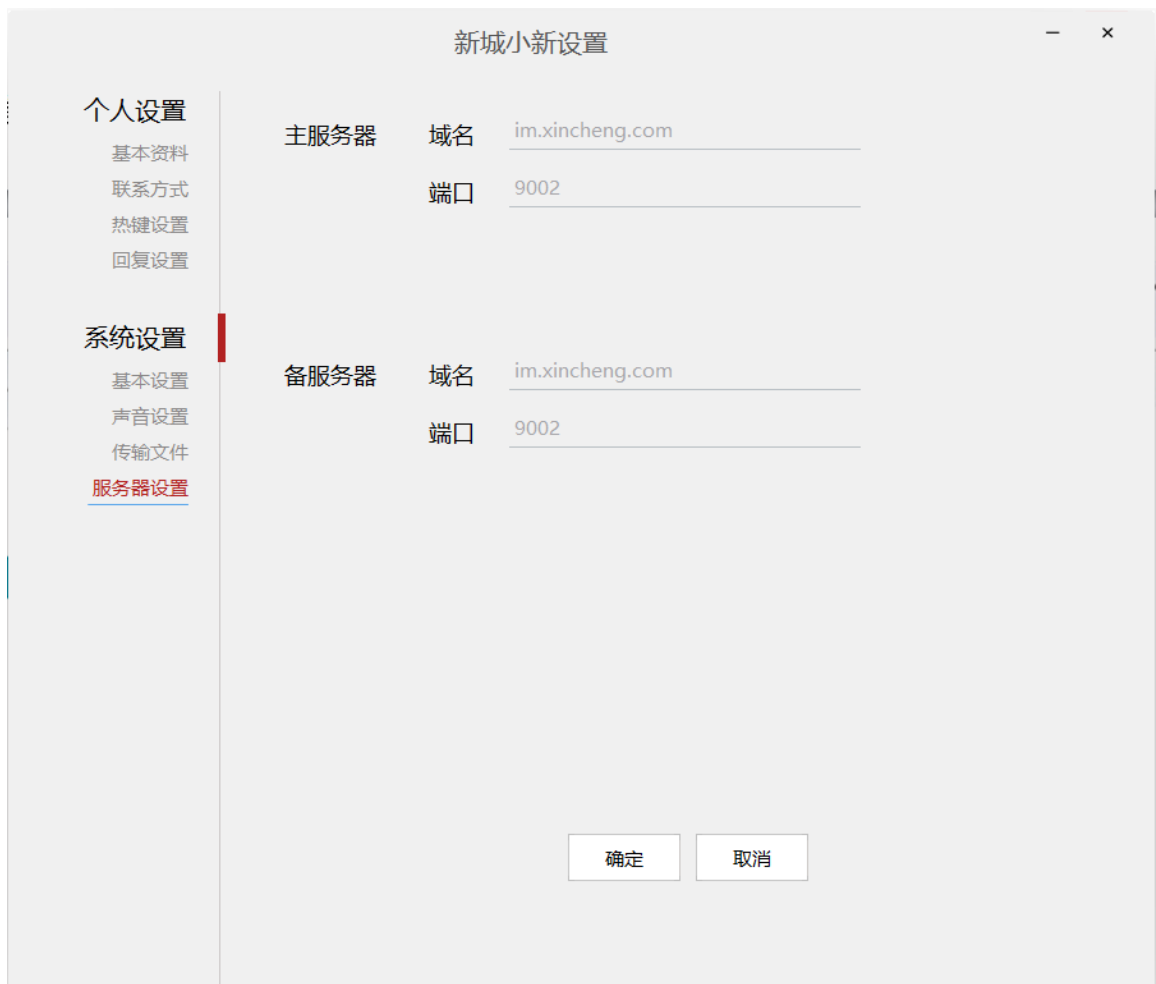 新城小新设置
个人设置
基本资料
联系方式
热键设置
回复设置
系统设置
基本设置
声音设置
传输文件
服务器设置
主服务器 域名 im.xincheng.com
端口 9002
备服务器 域名 im.xincheng.com
端口 9002
确定 取消